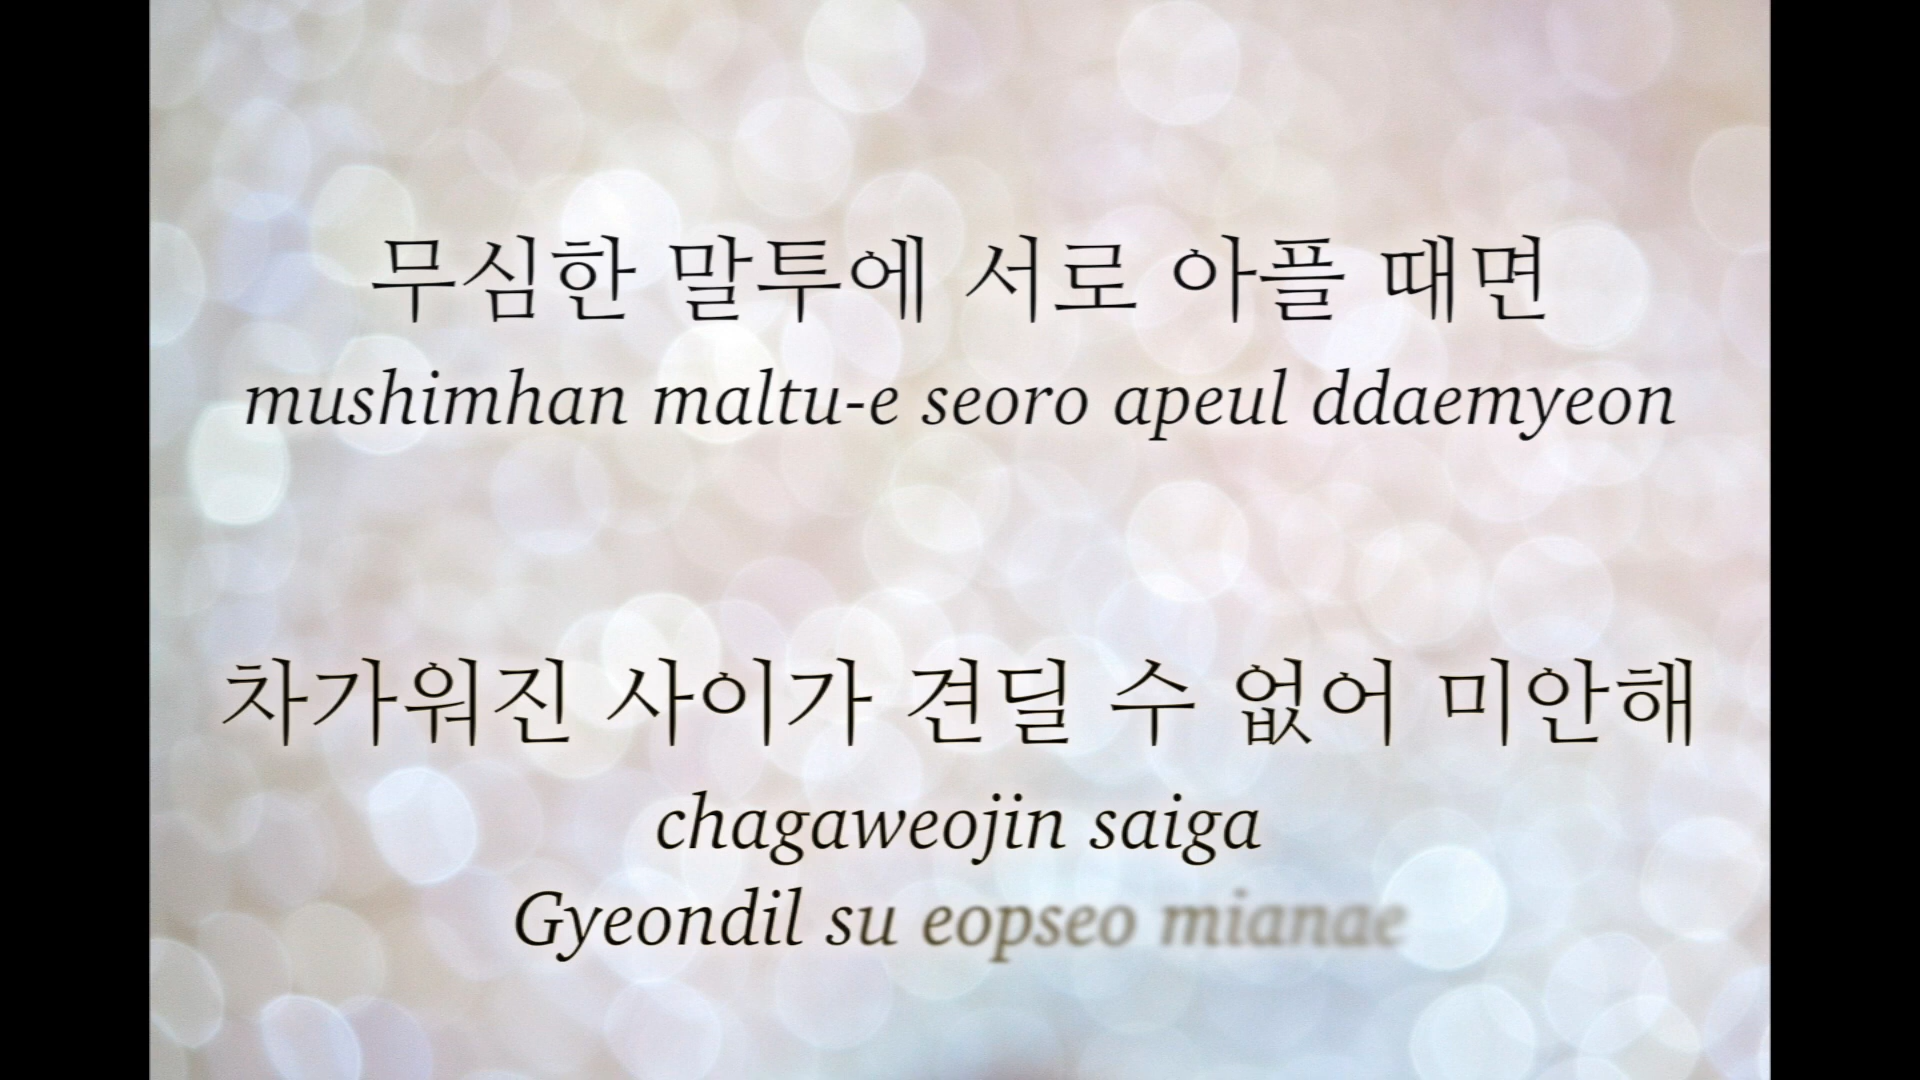 무심한 말투에 서로 아플 때면
mushimhan maltu-e seoro apeul ddaemyeon
차가워진 사이가 견딜 수 없어 미안해
chagaweojin saiga
Gyeondil su eopseo mianae